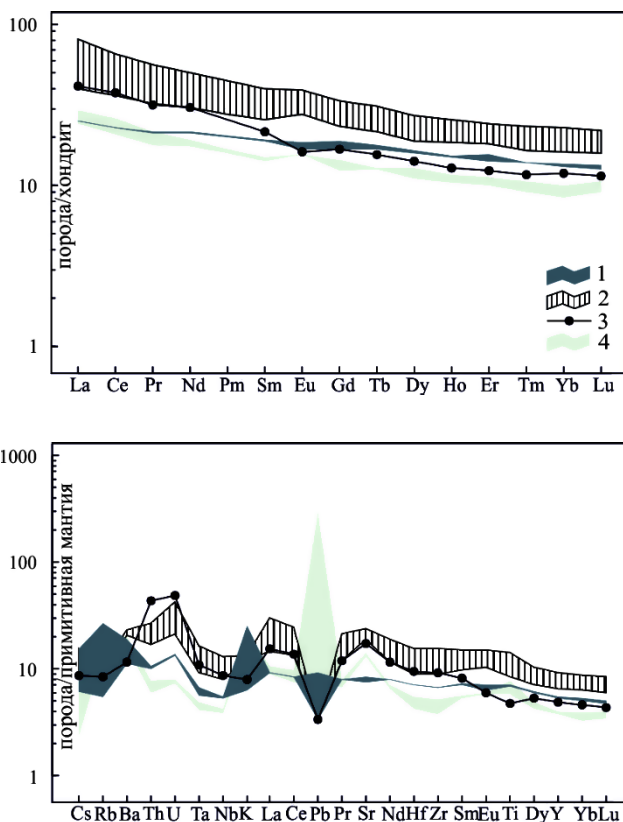 100
10
1
порода/хондрит
1
2
3
4
La Ce Pr Nd Pm Sm Eu Gd Tb Dy Ho Er Tm Yb Lu
1000
100
10
1
порода/примитивная мантия
Cs Rb Ba Th U Ta Nb K La Ce Pb Pr Sr Nd Hf Zr Sm Eu Ti Dy Y Yb Lu